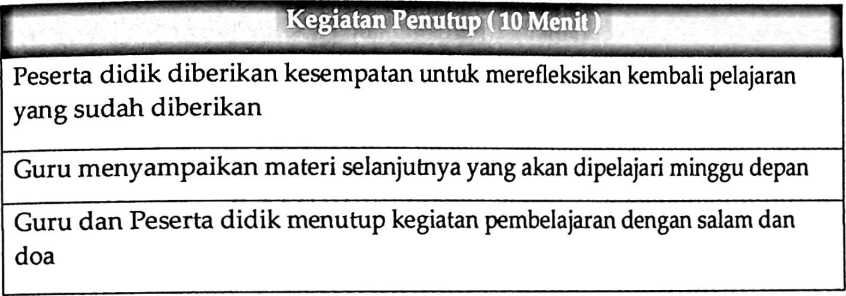 Kegiatan Penutup ( 10 Menit )
Peserta didik diberikan kesempatan untuk merefleksikan kembali pelajaran
yang sudah diberikan
Guru menyampaikan materi selanjutnya yang akan dipelajari minggu depan
Guru dan Peserta didik menutup kegiatan pembelajaran dengan salam dan
doa